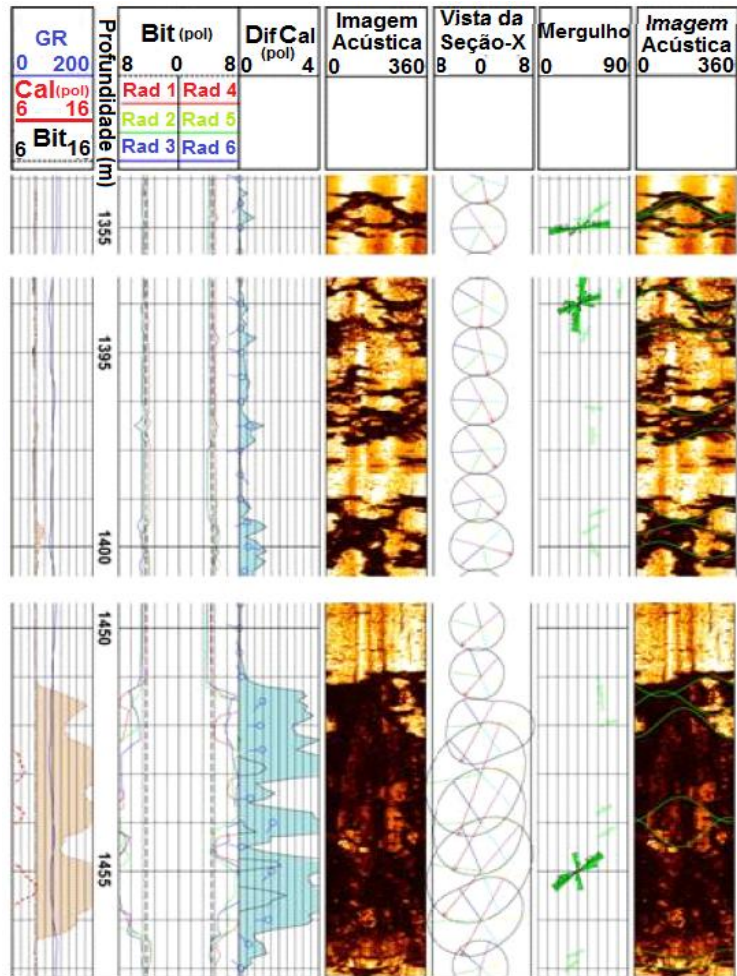 GR
0 200
Cal(pol)
6 16
Bit
6 16
Profundidade (m)
Bit (pol)
8 0 8
Rad 1 Rad 4
Rad 2 Rad 5
Rad 3 Rad 6
Dif Cal
(pol)
0 4
Imagem
Acústica
0 360
Vista da
Seção-X
8 0 8
Mergulho
0 90
Imagem
Acústica
0 360
1355
1395
1400
1450
1455